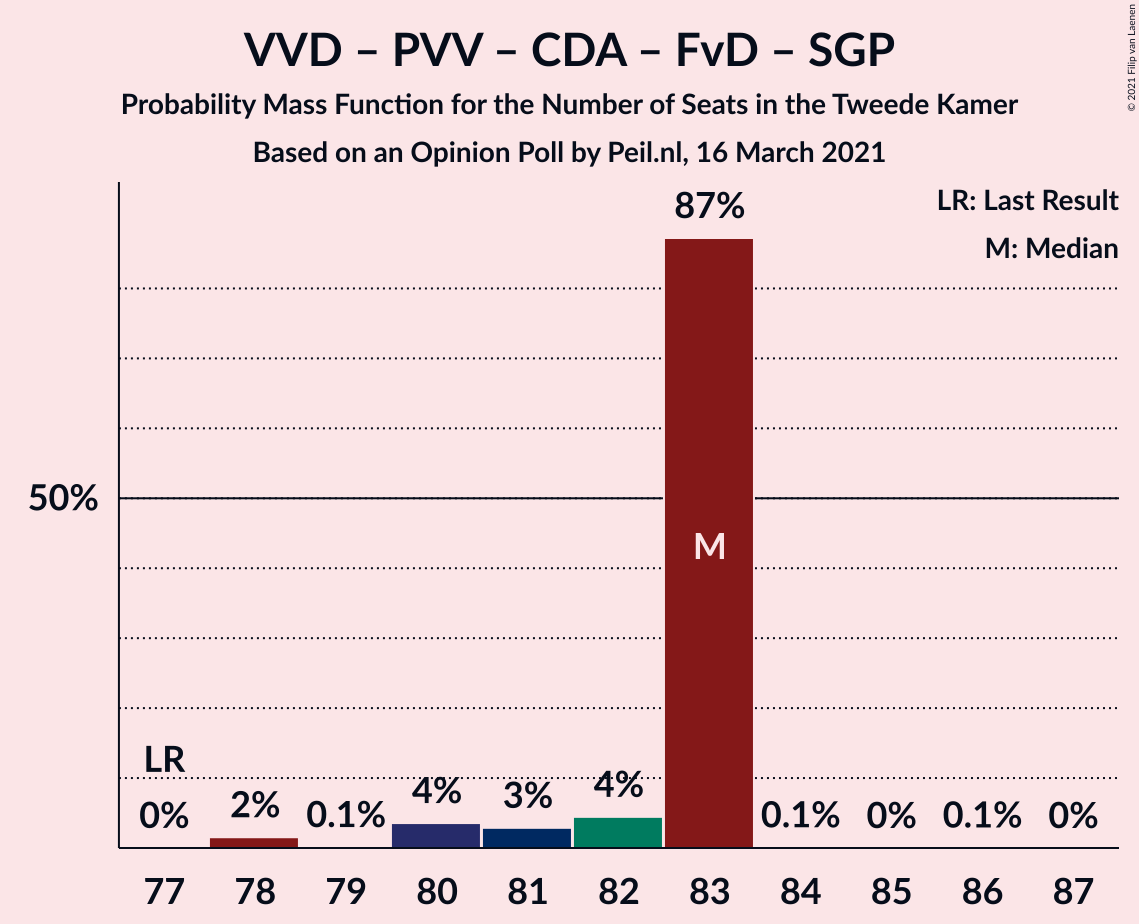 VVD – PVV – CDA – FvD – SGP
Probability Mass Function for the Number of Seats in the Tweede Kamer
Based on an Opinion Poll by Peil.nl, 16 March 2021
© 2021 Filip van Laenen
LR: Last Result
M: Median
87%
50%
M
LR
0%
2%
0.1%
4%
3%
4%
0.1%
0%
0.1%
0%
77 78 79 80 81 82 83 84 85 86 87